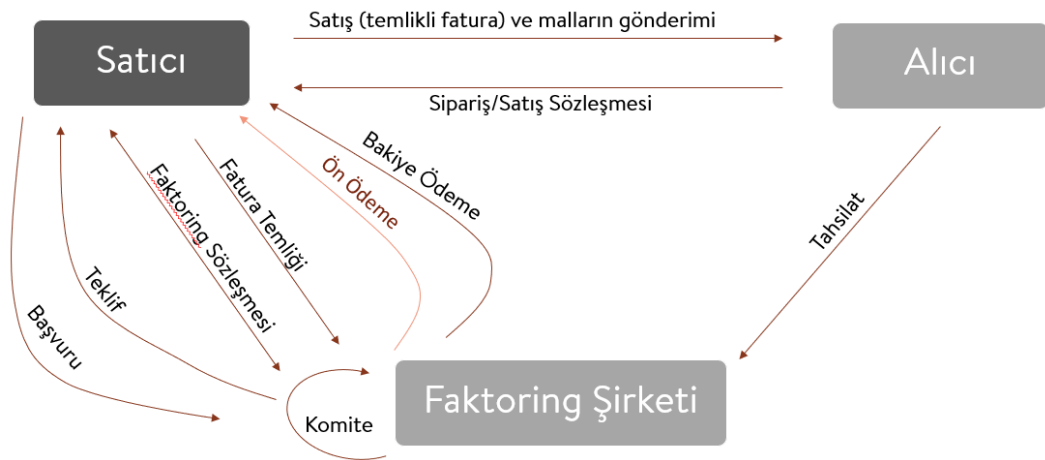 Satış (temlikli fatura) ve malların gönderimi
Satıcı
Alıcı
Sipariş/Satış Sözleşmesi
Bakiye Ödeme
Ön Ödeme
Fatura Temliği
Faktoring Sözleşmesi
Teklif
Başvuru
Tahsilat
Komite
Faktoring Şirketi